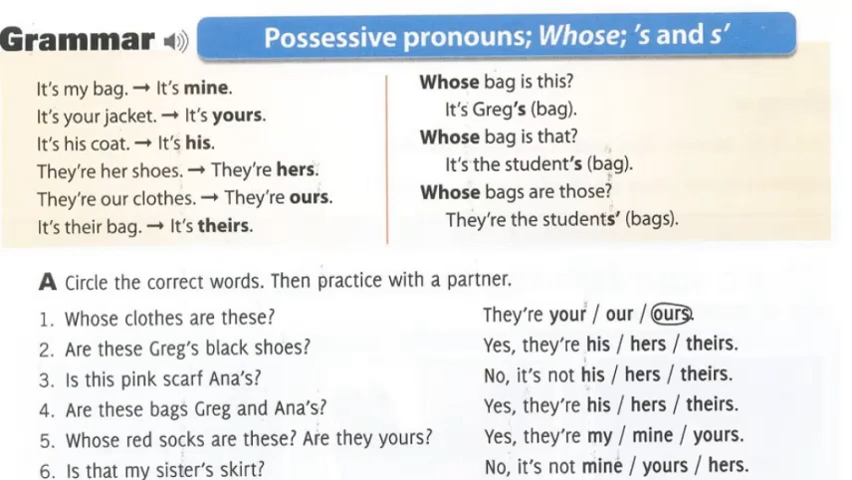 Grammar
Possessive pronouns; Whose; 's and s'
It's my bag. → It's mine.
It's your jacket. → It's yours.
It's his coat. → It's his.
They're her shoes. → They're hers.
They're our clothes. → They're ours.
It's their bag. → It's theirs.
Whose bag is this?
It's Greg's (bag).
Whose bag is that?
It's the student's (bag).
Whose bags are those?
They're the students' (bags).
A Circle the correct words. Then practice with a partner.
1. Whose clothes are these? They're your / our / ours.
2. Are these Greg's black shoes? Yes, they're his / hers / theirs.
3. Is this pink scarf Ana's? No, it's not his / hers / theirs.
4. Are these bags Greg and Ana's? Yes, they're his / hers / theirs.
5. Whose red socks are these? Are they yours? Yes, they're my / mine / yours.
6. Is that my sister's skirt? No, it's not mine / yours / hers.